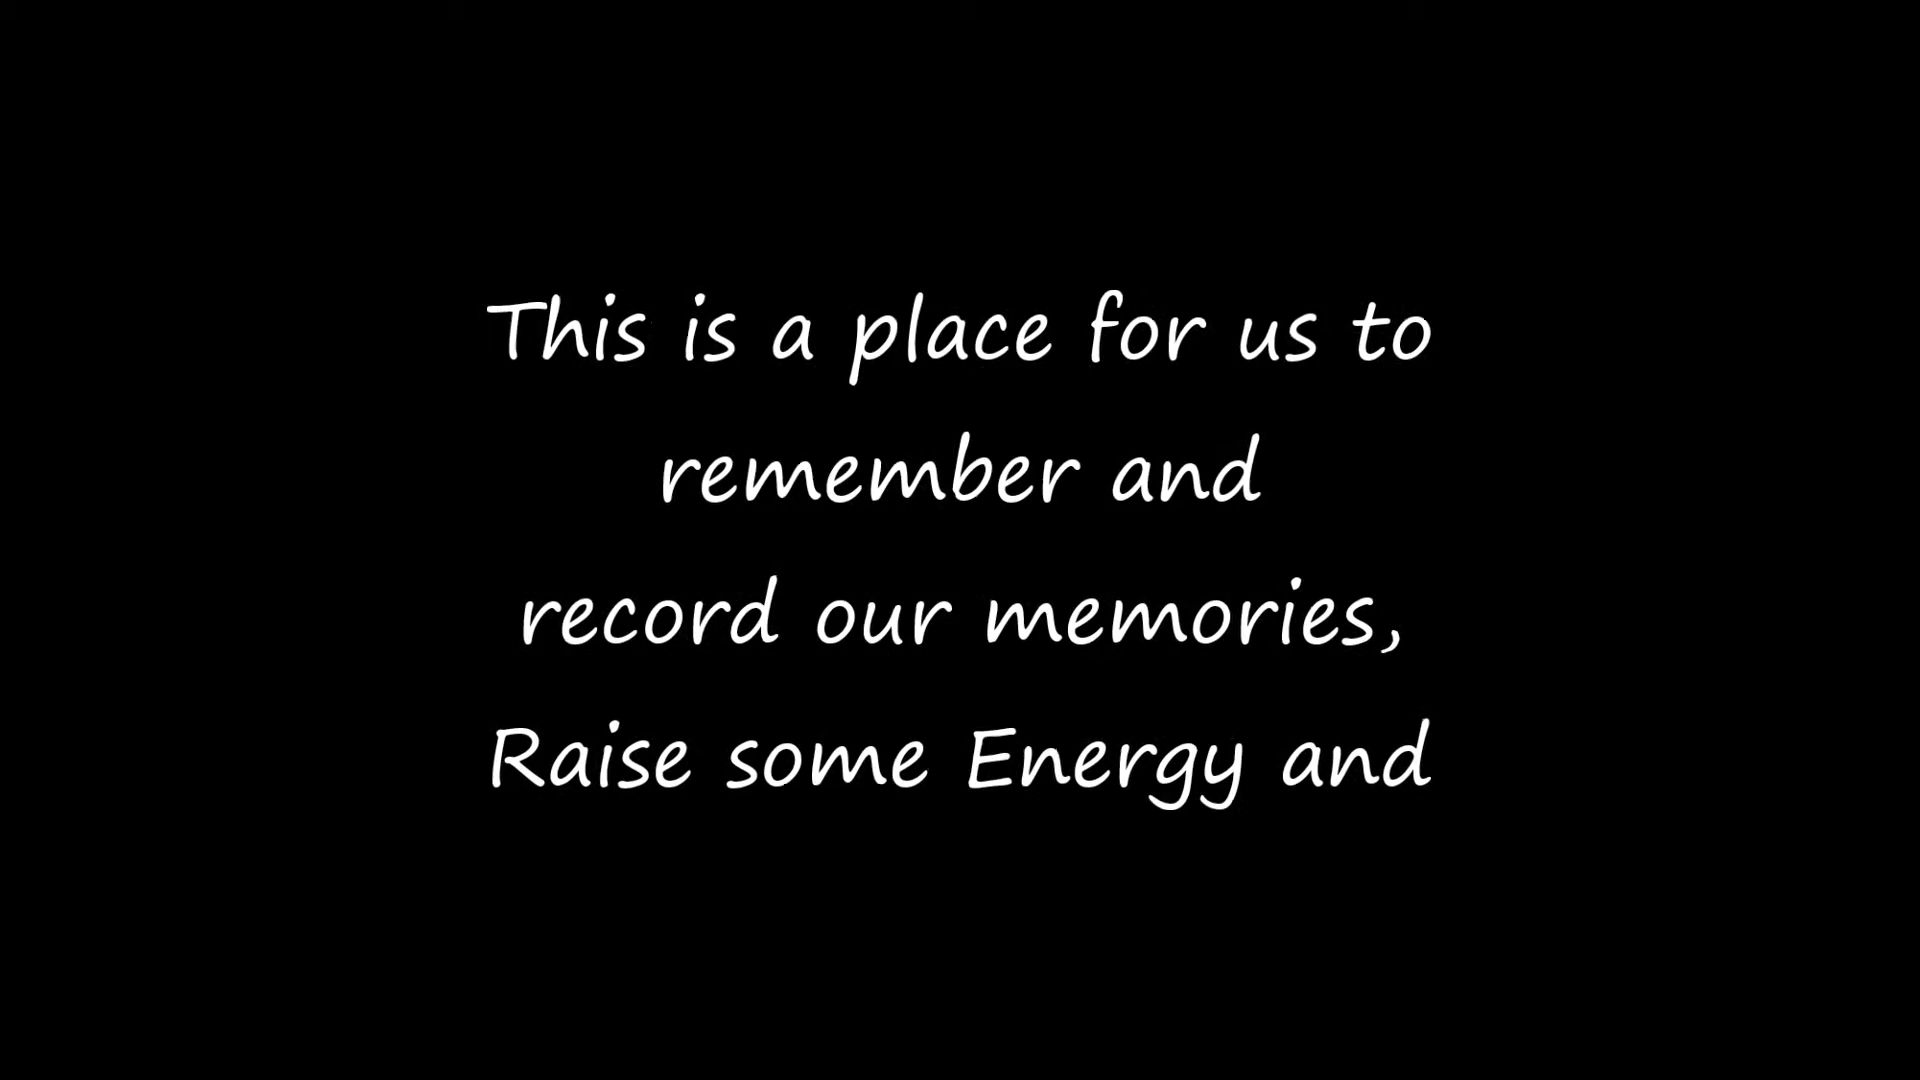 This is a place for us to
remember and
record our memories,
Raise some Energy and